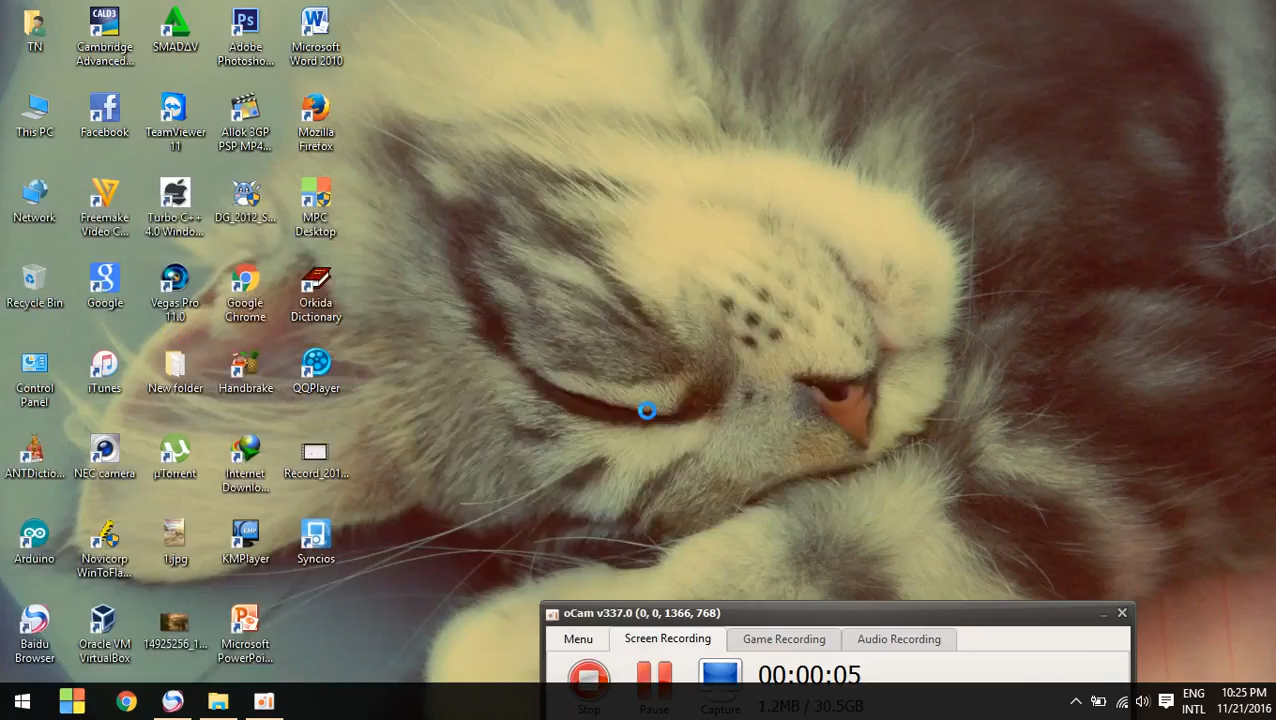 TN
Cambridge
Advanced...
SMADΔV
Adobe
Photosho...
Microsoft
Word 2010
This PC
Facebook
TeamViewer
11
Allok 3GP
PSP MP4...
Mozilla
Firefox
Network
Freemake
Video C...
Turbo C++
4.0 Windo...
DG_2012_S...
MPC
Desktop
Recycle Bin
Google
Vegas Pro
11.0
Google
Chrome
Orkida
Dictionary
Control
Panel
iTunes
New folder
Handbrake
QQPlayer
ANTDictio...
NEC camera
µTorrent
Internet
Downlo...
Record_201...
Arduino
Novicorp
WinToFla...
1.jpg
KMPlayer
Syncios
Baidu
Browser
Oracle VM
VirtualBox
14925256_1...
Microsoft
PowerPoi...
oCam v337.0 (0, 0, 1366, 768)
Menu
Screen Recording
Game Recording
Audio Recording
00:00:05
Stop
Pause
Capture
1.2MB / 30.5GB
ENG
INTL
10:25 PM
11/21/2016